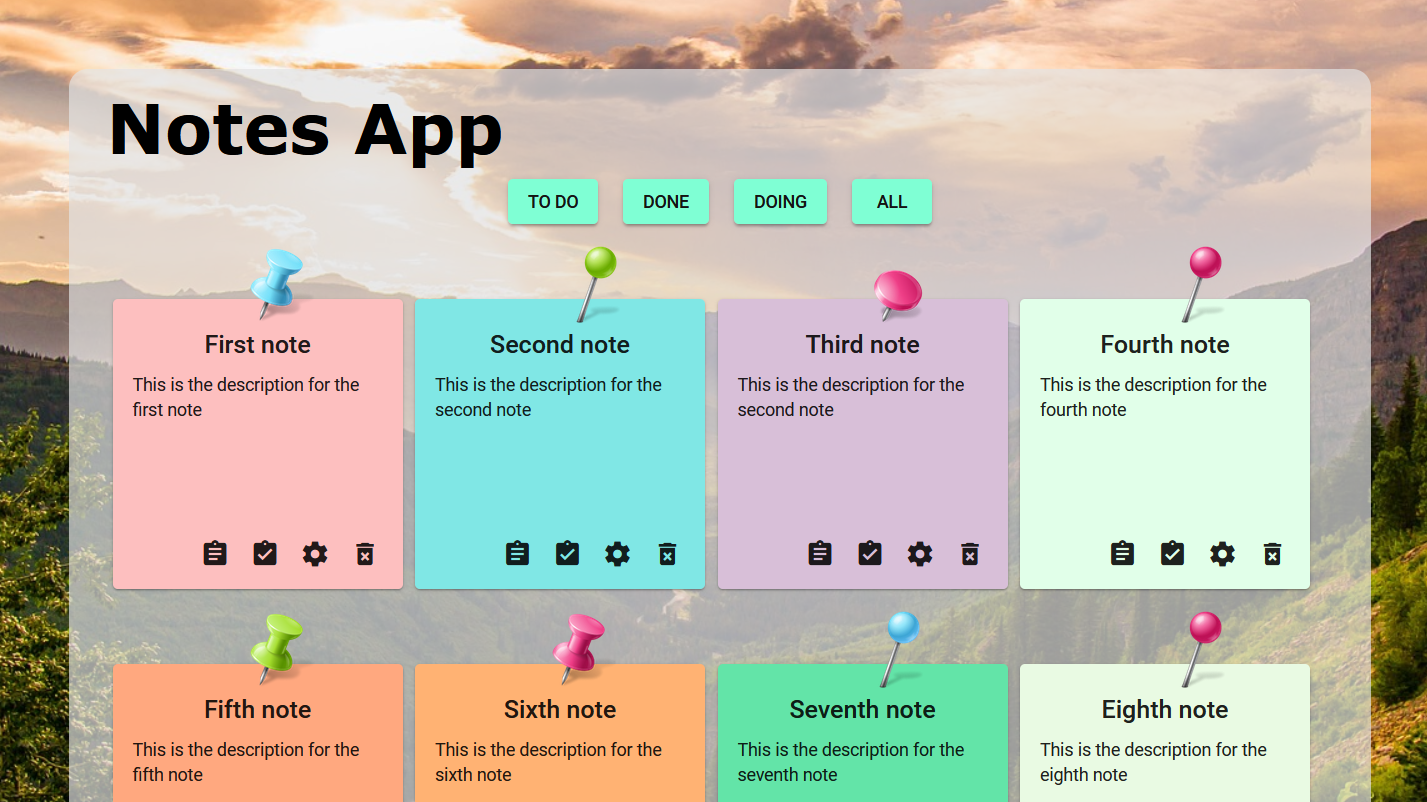 Notes App
TO DO DONE DOING ALL
First note
This is the description for the
first note
Second note
This is the description for the
second note
Third note
This is the description for the
second note
Fourth note
This is the description for the
fourth note
Fifth note
This is the description for the
fifth note
Sixth note
This is the description for the
sixth note
Seventh note
This is the description for the
seventh note
Eighth note
This is the description for the
eighth note